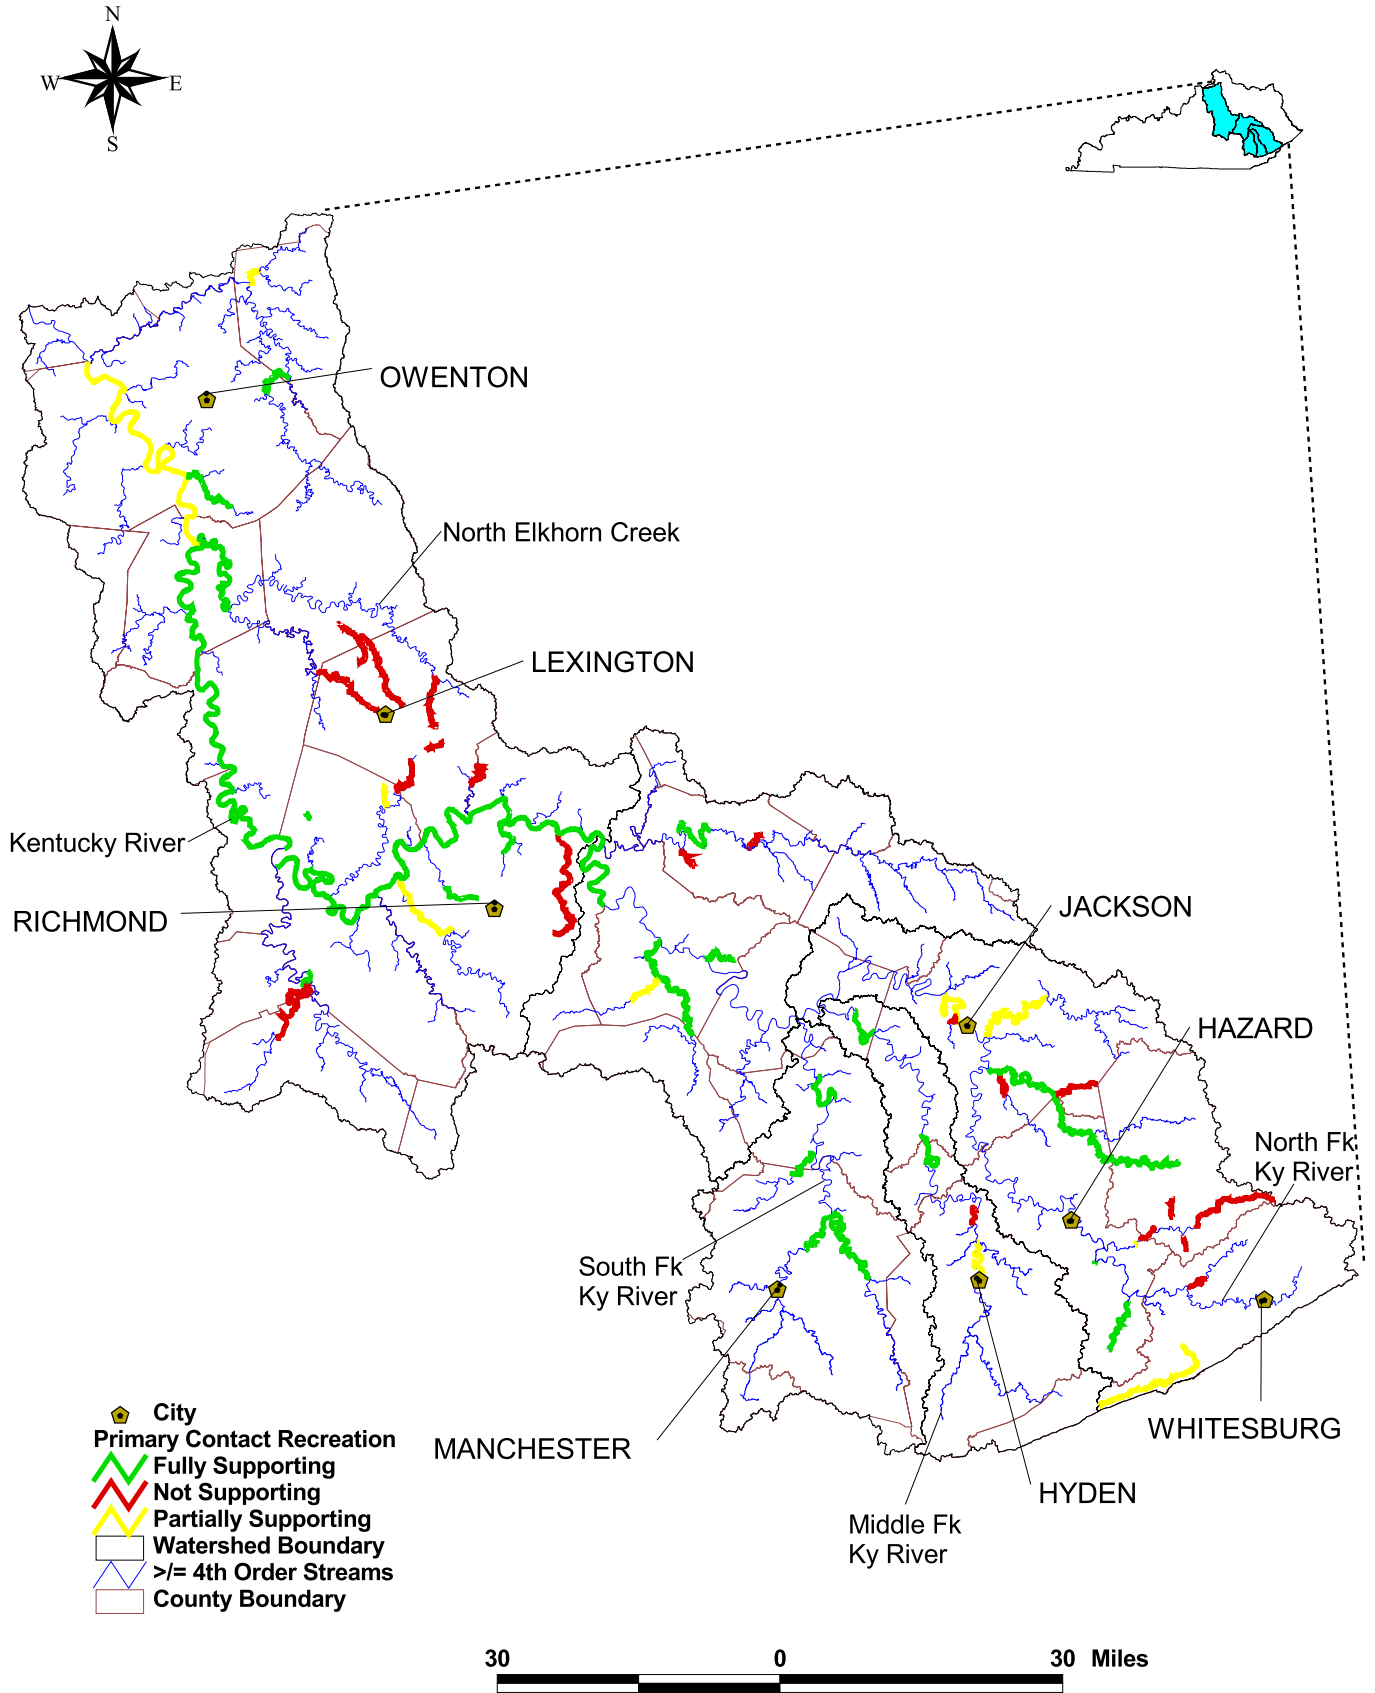 N
W
E
S
OWENTON
North Elkhorn Creek
LEXINGTON
Kentucky River
RICHMOND
JACKSON
HAZARD
North Fk
Ky River
South Fk
Ky River
WHITESBURG
MANCHESTER
HYDEN
Middle Fk
Ky River
City
Primary Contact Recreation
Fully Supporting
Not Supporting
Partially Supporting
Watershed Boundary
>/= 4th Order Streams
County Boundary
30 0 30 Miles